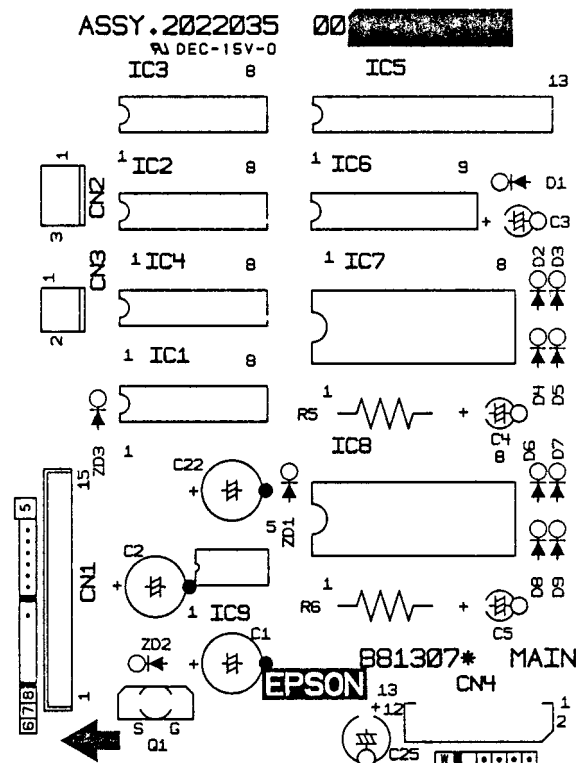 ASSY.2022035 00
DEC-15V-0
IC3 8 IC5
13
1 IC2 8 1 IC6 9
D1
C3
1
CN2
3
1 IC4 8 1 IC7 8
D2 D3
1
CN3
2
1 IC1 8
D4 D5
R5 1
C4
ZD3 1
IC8 8
D6 D7
C22
15
5
ZD1
5
CN1
C2
1 IC9
D8 D9
R6 1
C5
ZD2
C1
B81307* MAIN
EPSON
CN4
13
12
1
2
1
6 7 8
S G
Q1
C25